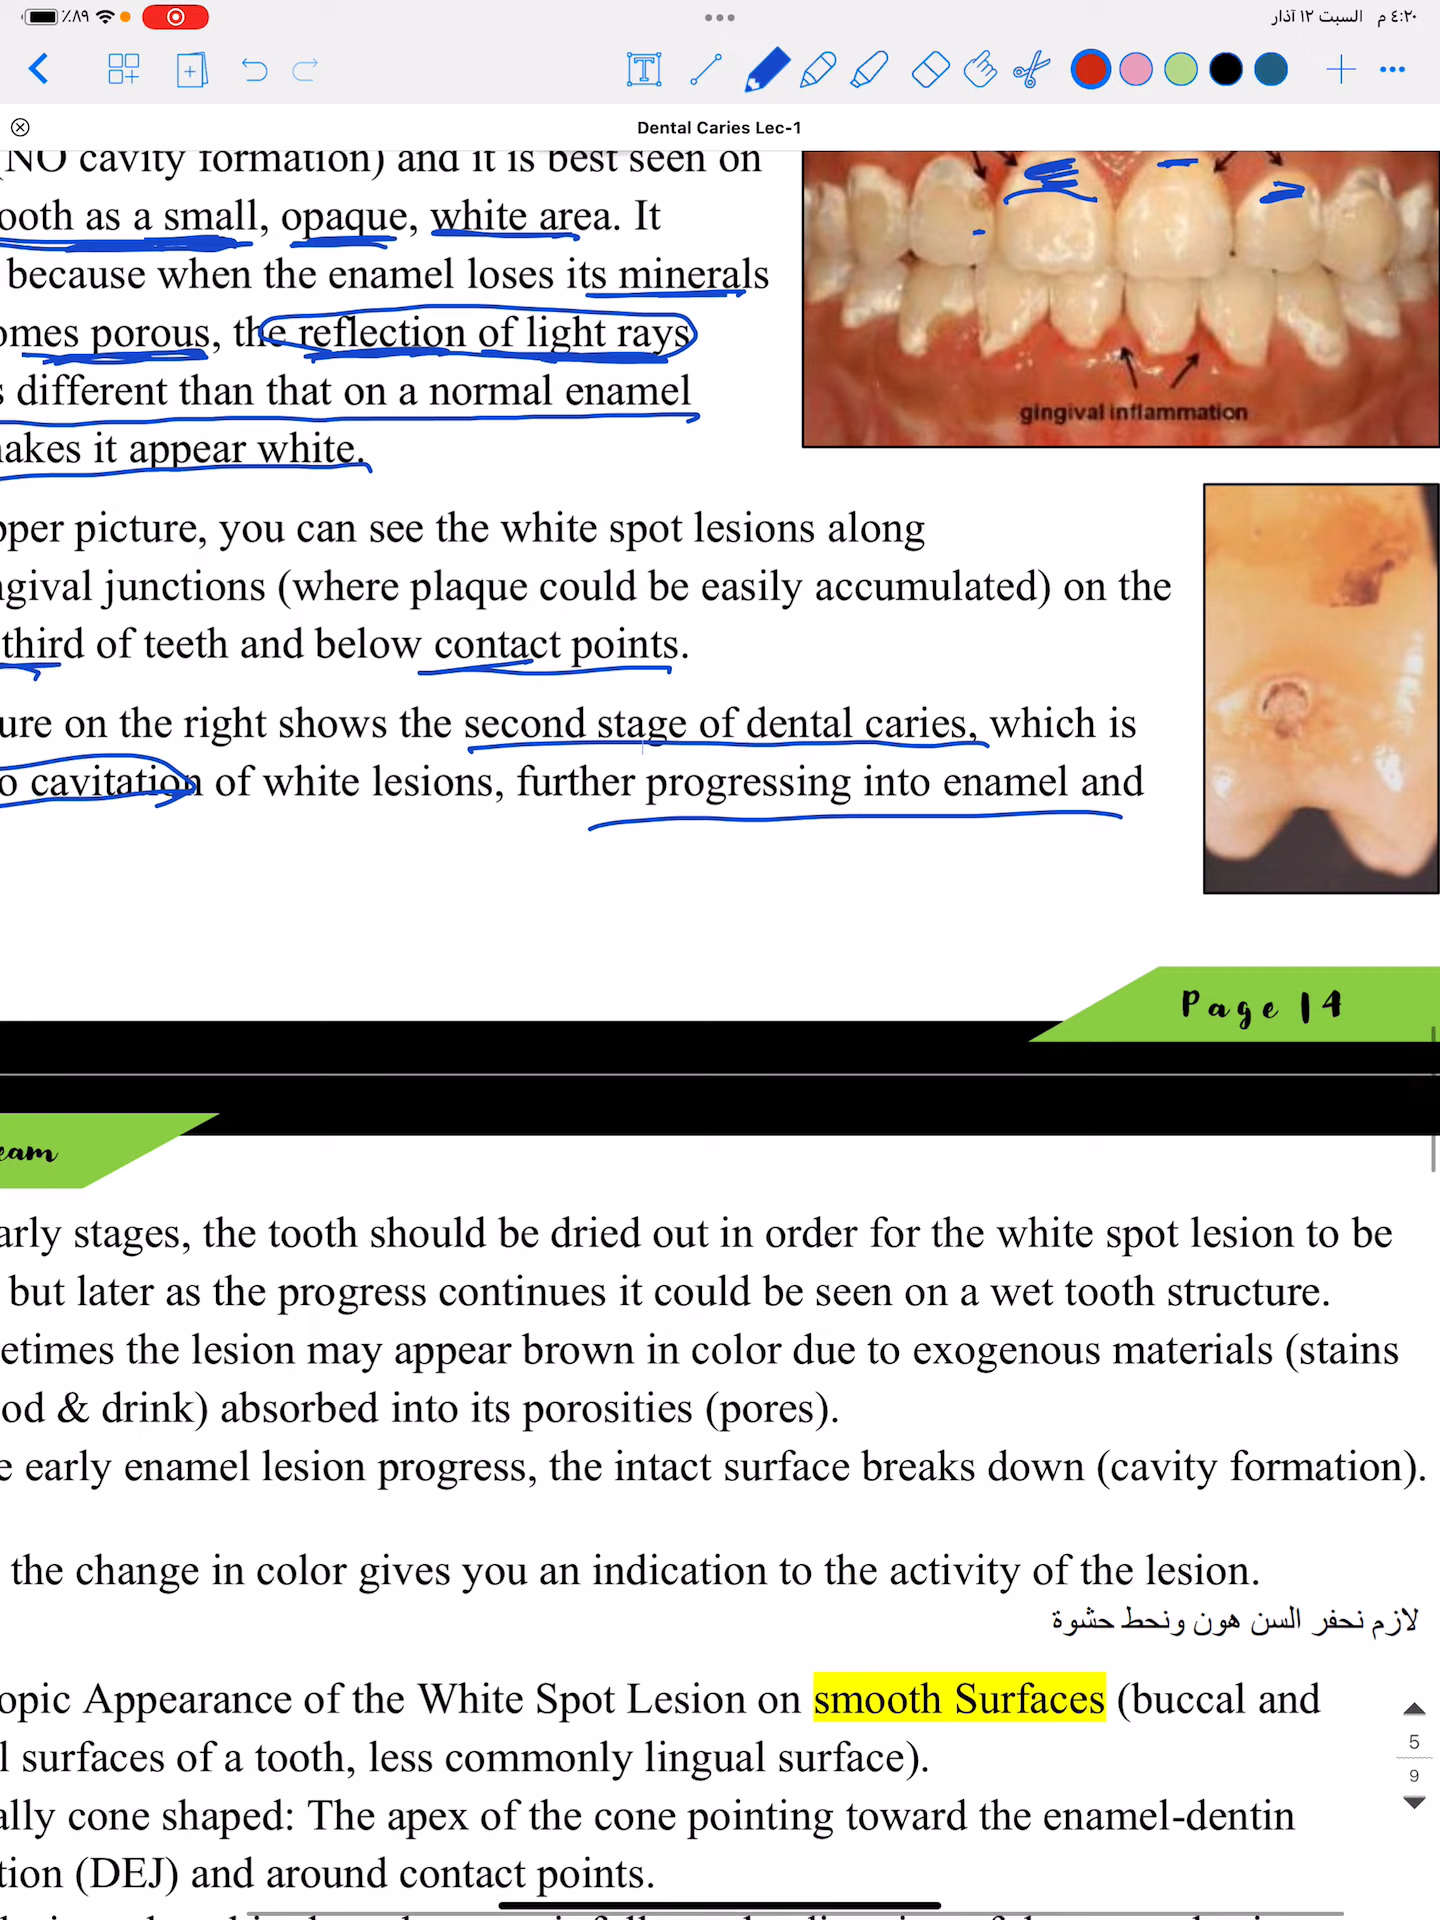 ٪٨٩
٤:٢٠ م السبت ١٢ آذار
Dental Caries Lec-1
(NO cavity formation) and it is best seen on
ooth as a small, opaque, white area. It
because when the enamel loses its minerals
omes porous, the reflection of light rays
s different than that on a normal enamel
akes it appear white.
gingival inflammation
pper picture, you can see the white spot lesions along
ngival junctions (where plaque could be easily accumulated) on the
third of teeth and below contact points.
ure on the right shows the second stage of dental caries, which is
o cavitation of white lesions, further progressing into enamel and
Page 14
eam
arly stages, the tooth should be dried out in order for the white spot lesion to be
but later as the progress continues it could be seen on a wet tooth structure.
etimes the lesion may appear brown in color due to exogenous materials (stains
od & drink) absorbed into its porosities (pores).
e early enamel lesion progress, the intact surface breaks down (cavity formation).
the change in color gives you an indication to the activity of the lesion.
لازم نحفر السن هون ونحط حشوة
opic Appearance of the White Spot Lesion on smooth Surfaces (buccal and
l surfaces of a tooth, less commonly lingual surface).
ally cone shaped: The apex of the cone pointing toward the enamel-dentin
tion (DEJ) and around contact points.
5
9